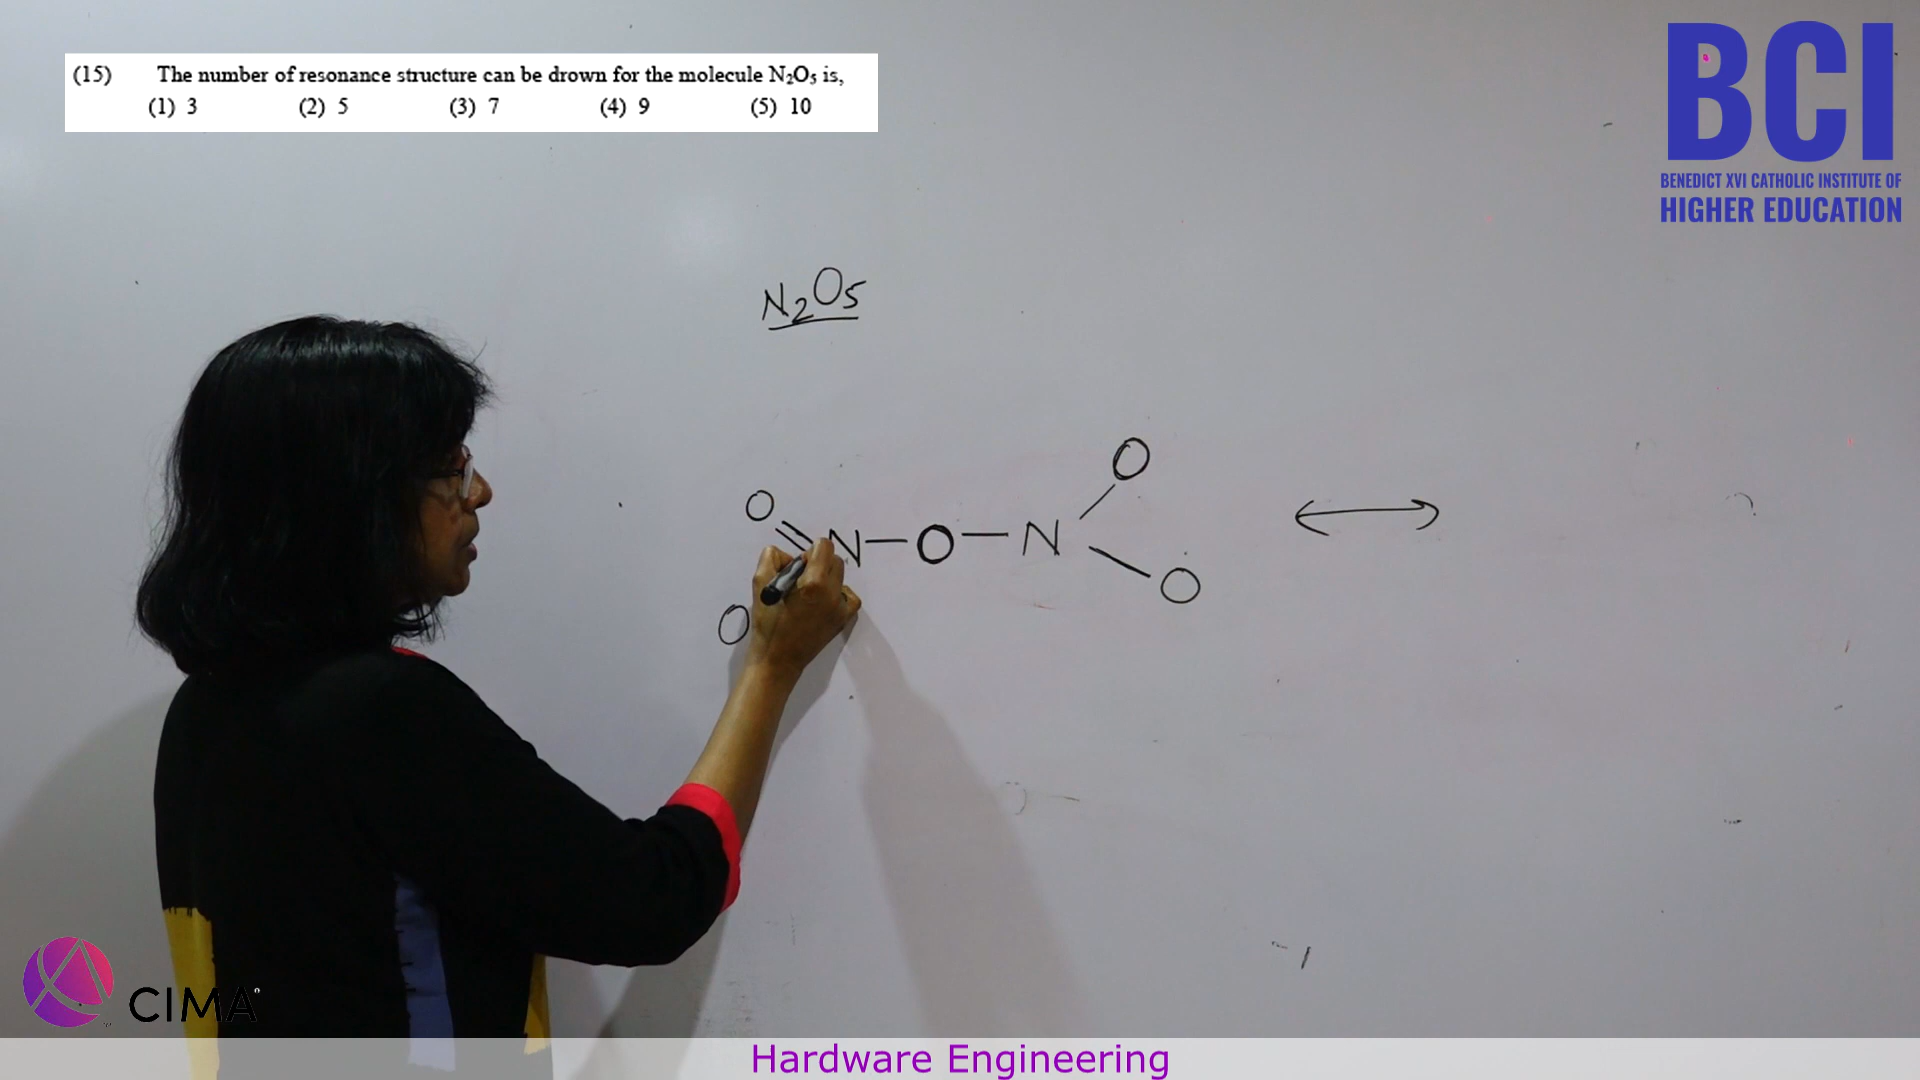 (15) The number of resonance structure can be drown for the molecule N₂O₅ is,
(1) 3 (2) 5 (3) 7 (4) 9 (5) 10
BCI
BENEDICT XVI CATHOLIC INSTITUTE OF
HIGHER EDUCATION
N₂O₅
O
O
N — O — N
O
O
CIMA
Hardware Engineering